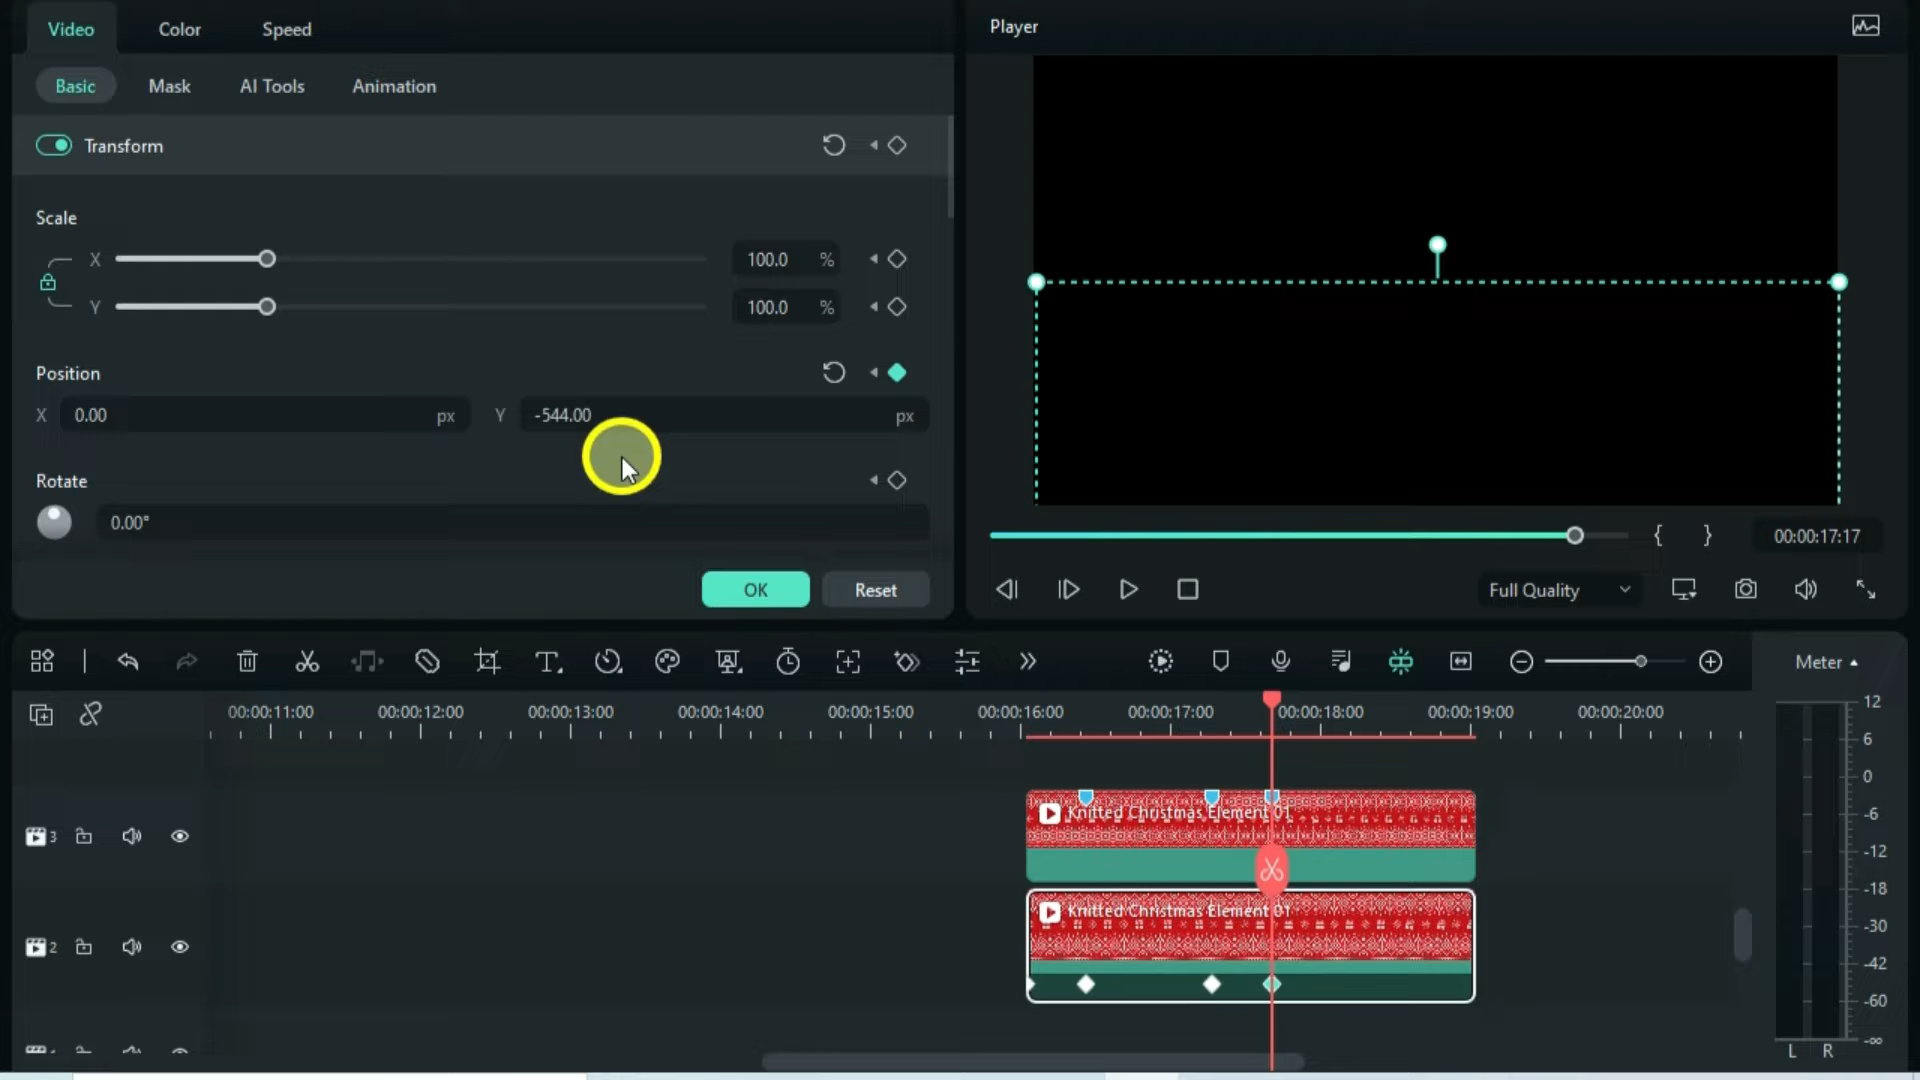 Video Color Speed
Player
Basic Mask AI Tools Animation
Transform
Scale
X 100.0 %
Y 100.0 %
Position
X 0.00 px Y -544.00 px
Rotate
0.00°
OK Reset
{ } 00:00:17:17
Full Quality
Meter
00:00:11:00 00:00:12:00 00:00:13:00 00:00:14:00 00:00:15:00 00:00:16:00 00:00:17:00 00:00:18:00 00:00:19:00 00:00:20:00
12
6
0
-6
-12
-18
-30
-42
-60
-∞
L R
3
Knitted Christmas Element 01
2
Knitted Christmas Element 01